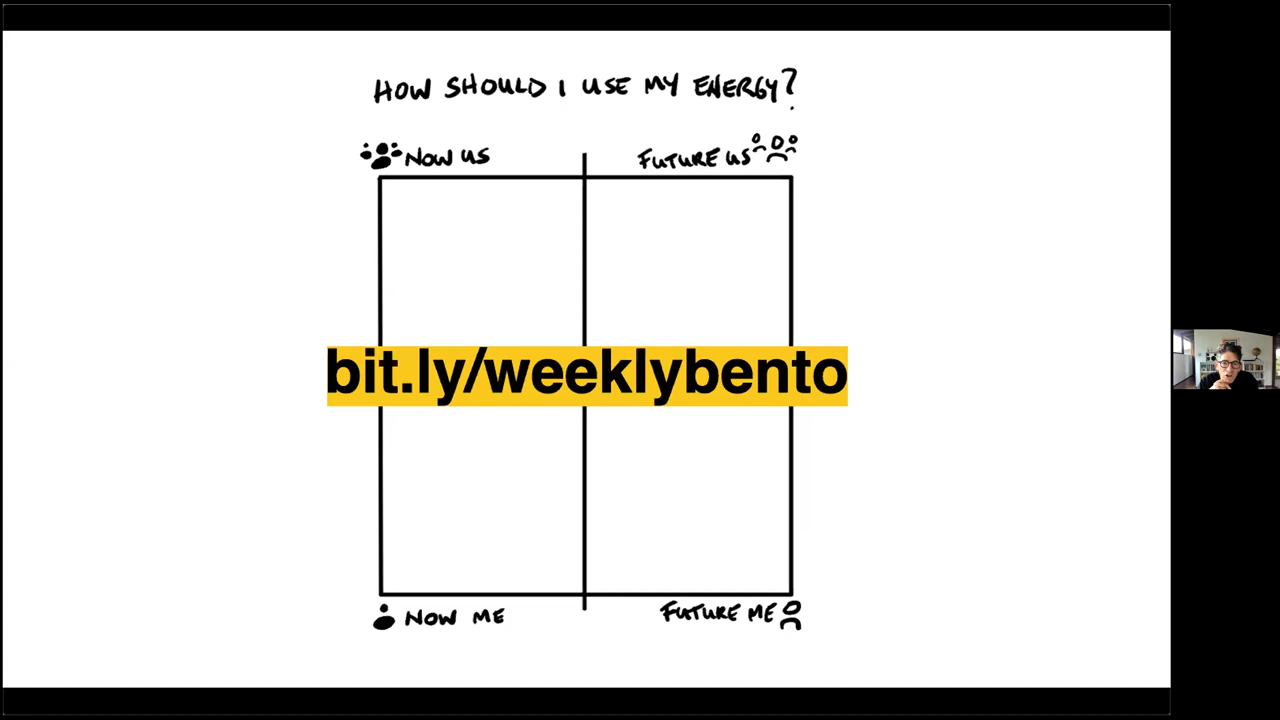 HOW SHOULD I USE MY ENERGY?
NOW US
FUTURE US
bit.ly/weeklybento
NOW ME
FUTURE ME